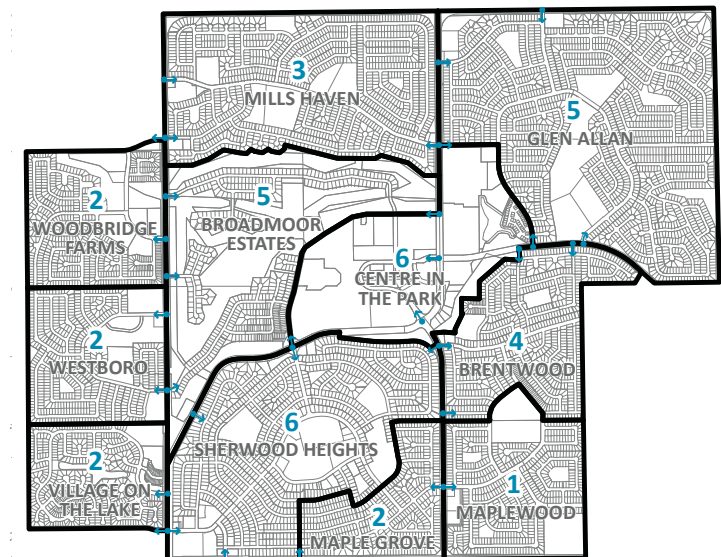 3
MILLS HAVEN
5
GLEN ALLAN
2
WOODBRIDGE
FARMS
5
BROADMOOR
ESTATES
6
CENTRE IN
THE PARK
2
WESTBORO
4
BRENTWOOD
6
SHERWOOD HEIGHTS
2
VILLAGE ON
THE LAKE
1
MAPLEWOOD
2
MAPLE GROVE